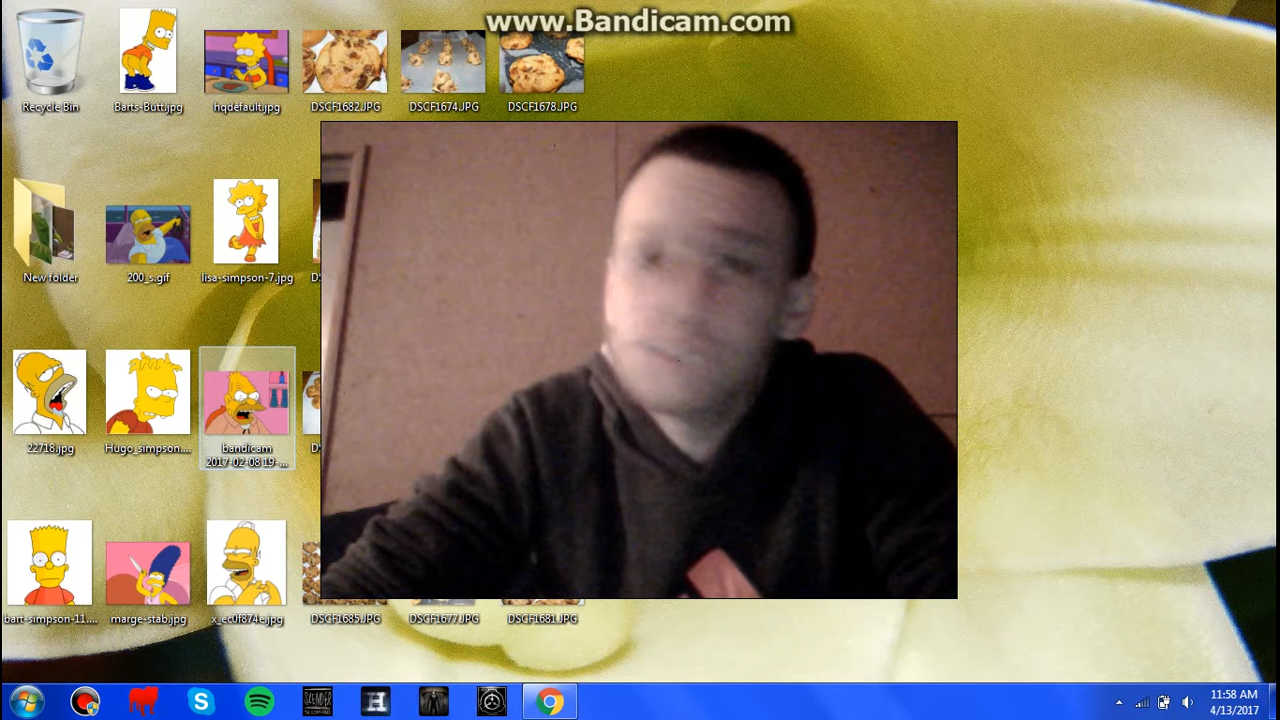 www.Bandicam.com
Recycle Bin
Barts-Butt.jpg
hqdefault.jpg
DSCF1682.JPG
DSCF1674.JPG
DSCF1678.JPG
New folder
200_s.gif
lisa-simpson-7.jpg
D
22718.jpg
Hugo_simpson....
bandicam
2017-02-08 19-...
D
bart-simpson-11....
marge-stab.jpg
x_ec0f874e.jpg
DSCF1685.JPG
DSCF1677.JPG
DSCF1681.JPG
SLENDER
H
11:58 AM
4/13/2017